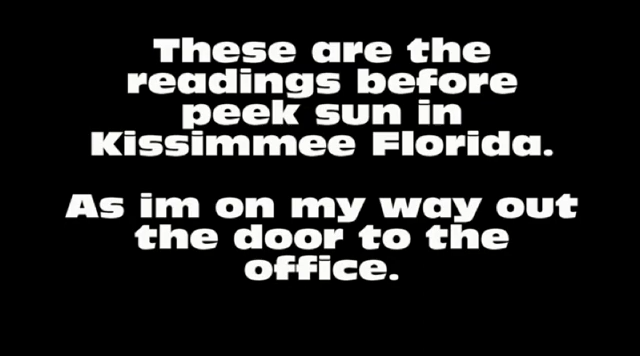 These are the
readings before
peek sun in
Kissimmee Florida.
As im on my way out
the door to the
office.